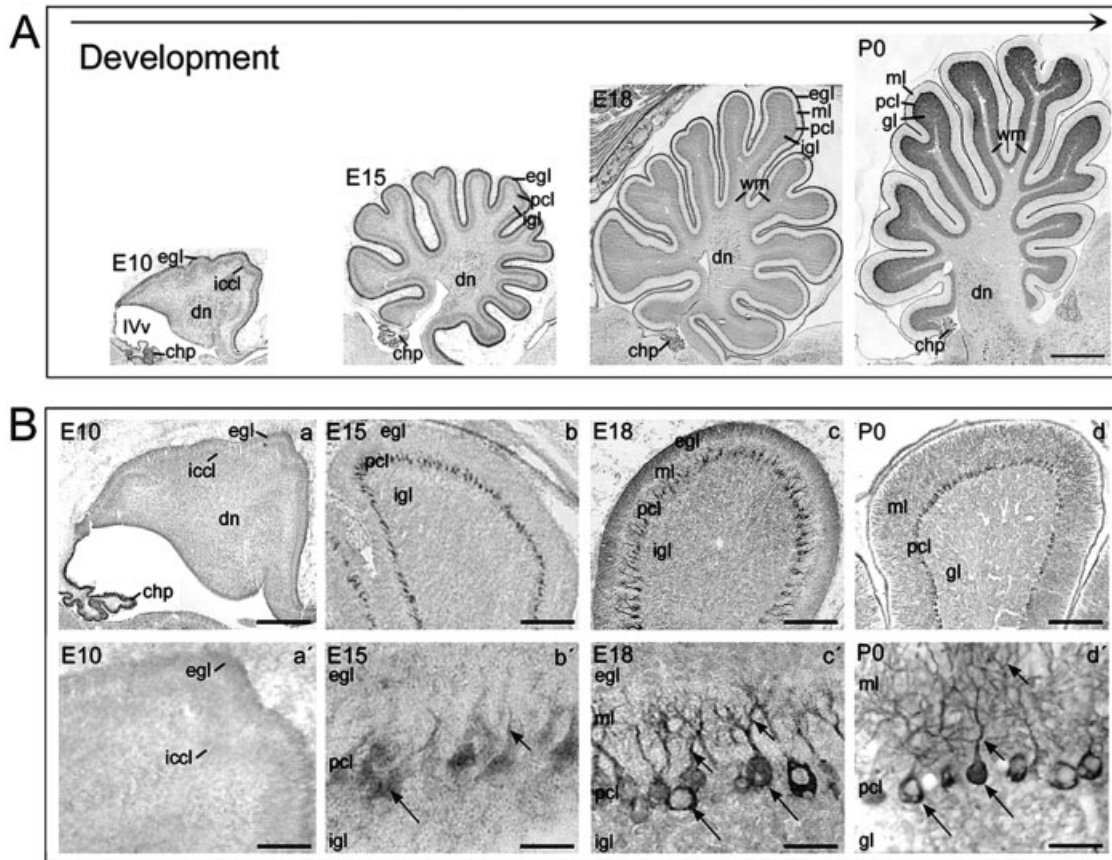 A
Development
E10
egl
iccl
dn
IVv
chp
E15
egl
pcl
igl
dn
chp
E18
egl
ml
pcl
igl
wm
dn
chp
P0
ml
pcl
gl
wm
dn
chp
B
E10
egl
a
iccl
dn
chp
E15
egl
b
pcl
igl
E18
egl
c
ml
pcl
igl
P0
d
ml
pcl
gl
E10
egl
a´
iccl
E15
b´
egl
pcl
igl
E18
c´
egl
ml
pcl
igl
P0
d´
ml
pcl
gl